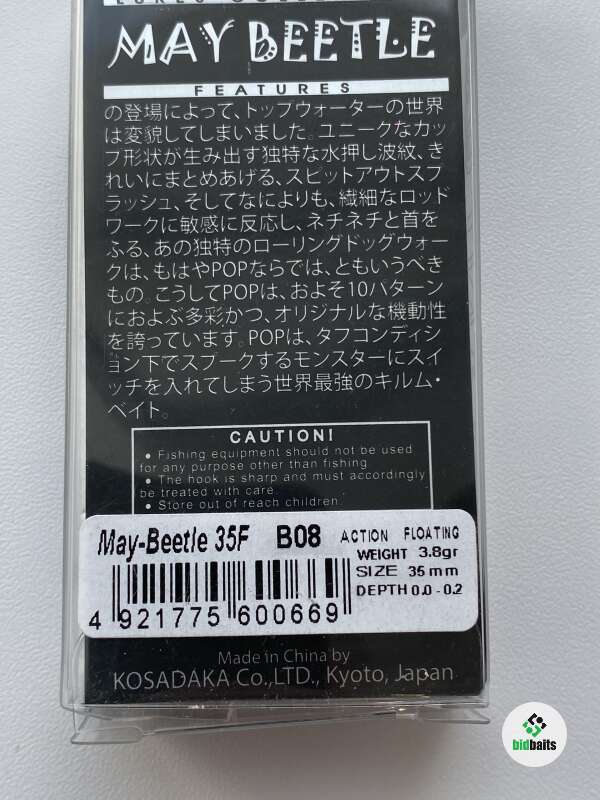 MAY BEETLE
FEATURES
の登場によって、トップウォーターの世界
は変貌してしまいました。ユニークなカッ
プ形状が生み出す独特な水押し波紋、き
れいにまとめあげる、スピットアウトスプ
ラッシュ、そしてなによりも、繊細なロッド
ワークに敏感に反応し、ネチネチと首を
ふる、あの独特のローリングドッグウォー
クは、もはやPOPならでは、ともいうべき
もの。こうしてPOPは、およそ10パターン
におよぶ多彩かつ、オリジナルな機動性
を誇っています。POPは、タフコンディシ
ョン下でスプークするモンスターにスイ
ッチを入れてしまう世界最強のキルム・
ベイト。
CAUTION!
• Fishing equipment should not be used
for any purpose other than fishing.
• The hook is sharp and must accordingly
be treated with care.
• Store out of reach children.
May-Beetle 35F B08 ACTION FLOATING
WEIGHT 3.8gr
SIZE 35mm
DEPTH 0.0 - 0.2
4 921775 600669
Made in China by
KOSADAKA Co.,LTD., Kyoto, Japan
bidbaits